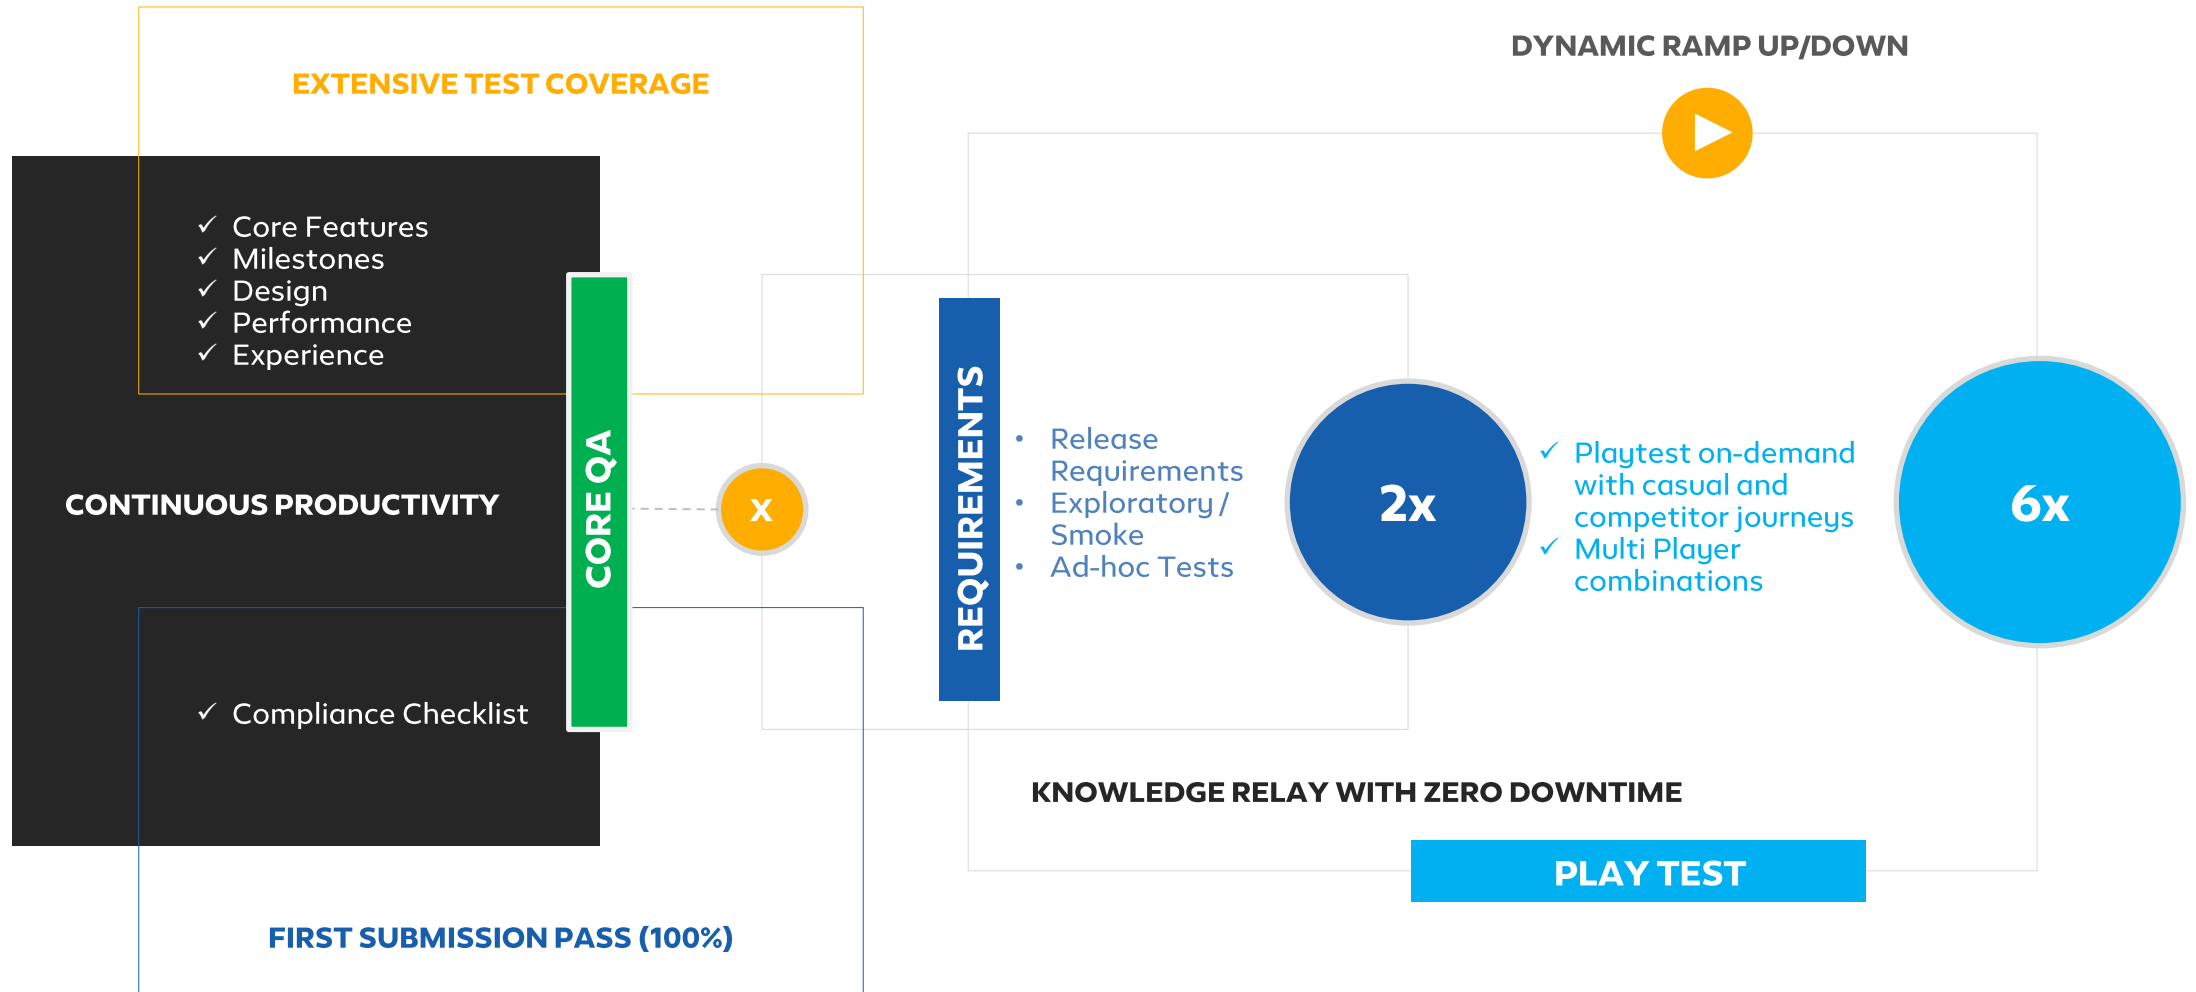 EXTENSIVE TEST COVERAGE
✓ Core Features
✓ Milestones
✓ Design
✓ Performance
✓ Experience
CONTINUOUS PRODUCTIVITY
✓ Compliance Checklist
FIRST SUBMISSION PASS (100%)
CORE QA
X
DYNAMIC RAMP UP/DOWN
REQUIREMENTS
• Release
Requirements
• Exploratory /
Smoke
• Ad-hoc Tests
2x
✓ Playtest on-demand
with casual and
competitor journeys
✓ Multi Player
combinations
6x
KNOWLEDGE RELAY WITH ZERO DOWNTIME
PLAY TEST